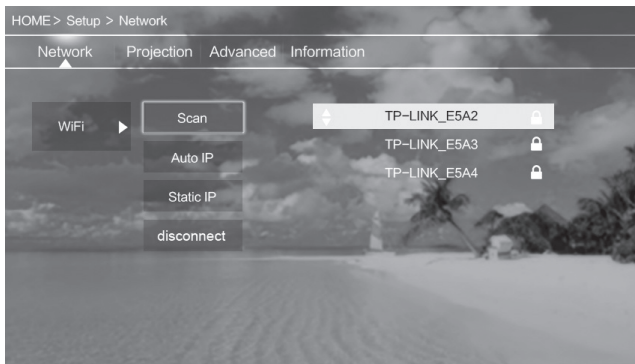 HOME> Setup > Network
Network Projection Advanced Information
WiFi
Scan
Auto IP
Static IP
disconnect
TP-LINK_E5A2
TP-LINK_E5A3
TP-LINK_E5A4